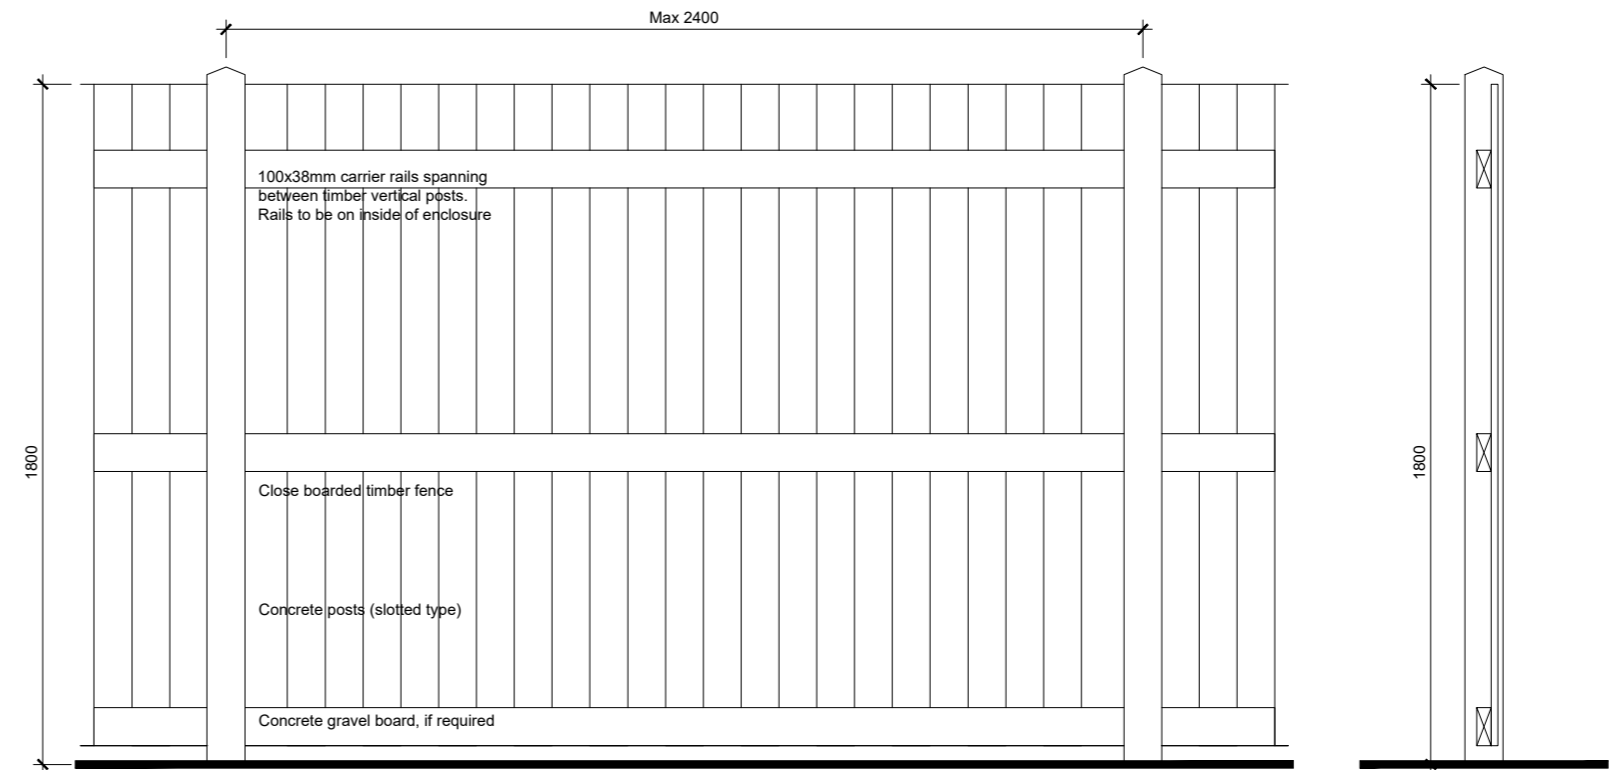 Max 2400
100x38mm carrier rails spanning
between timber vertical posts.
Rails to be on inside of enclosure
1800
1800
Close boarded timber fence
Concrete posts (slotted type)
Concrete gravel board, if required